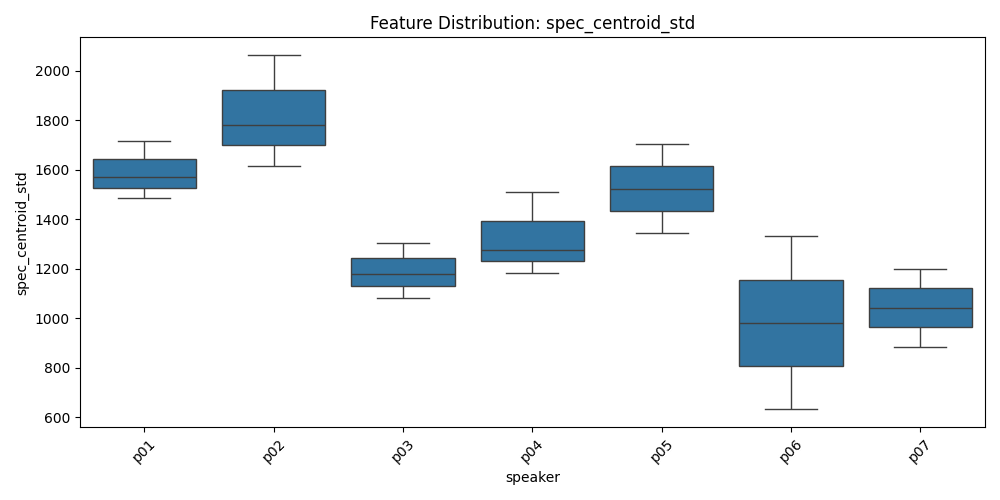 Feature Distribution: spec_centroid_std
spec_centroid_std
2000
1800
1600
1400
1200
1000
800
600
p01 p02 p03 p04 p05 p06 p07
speaker